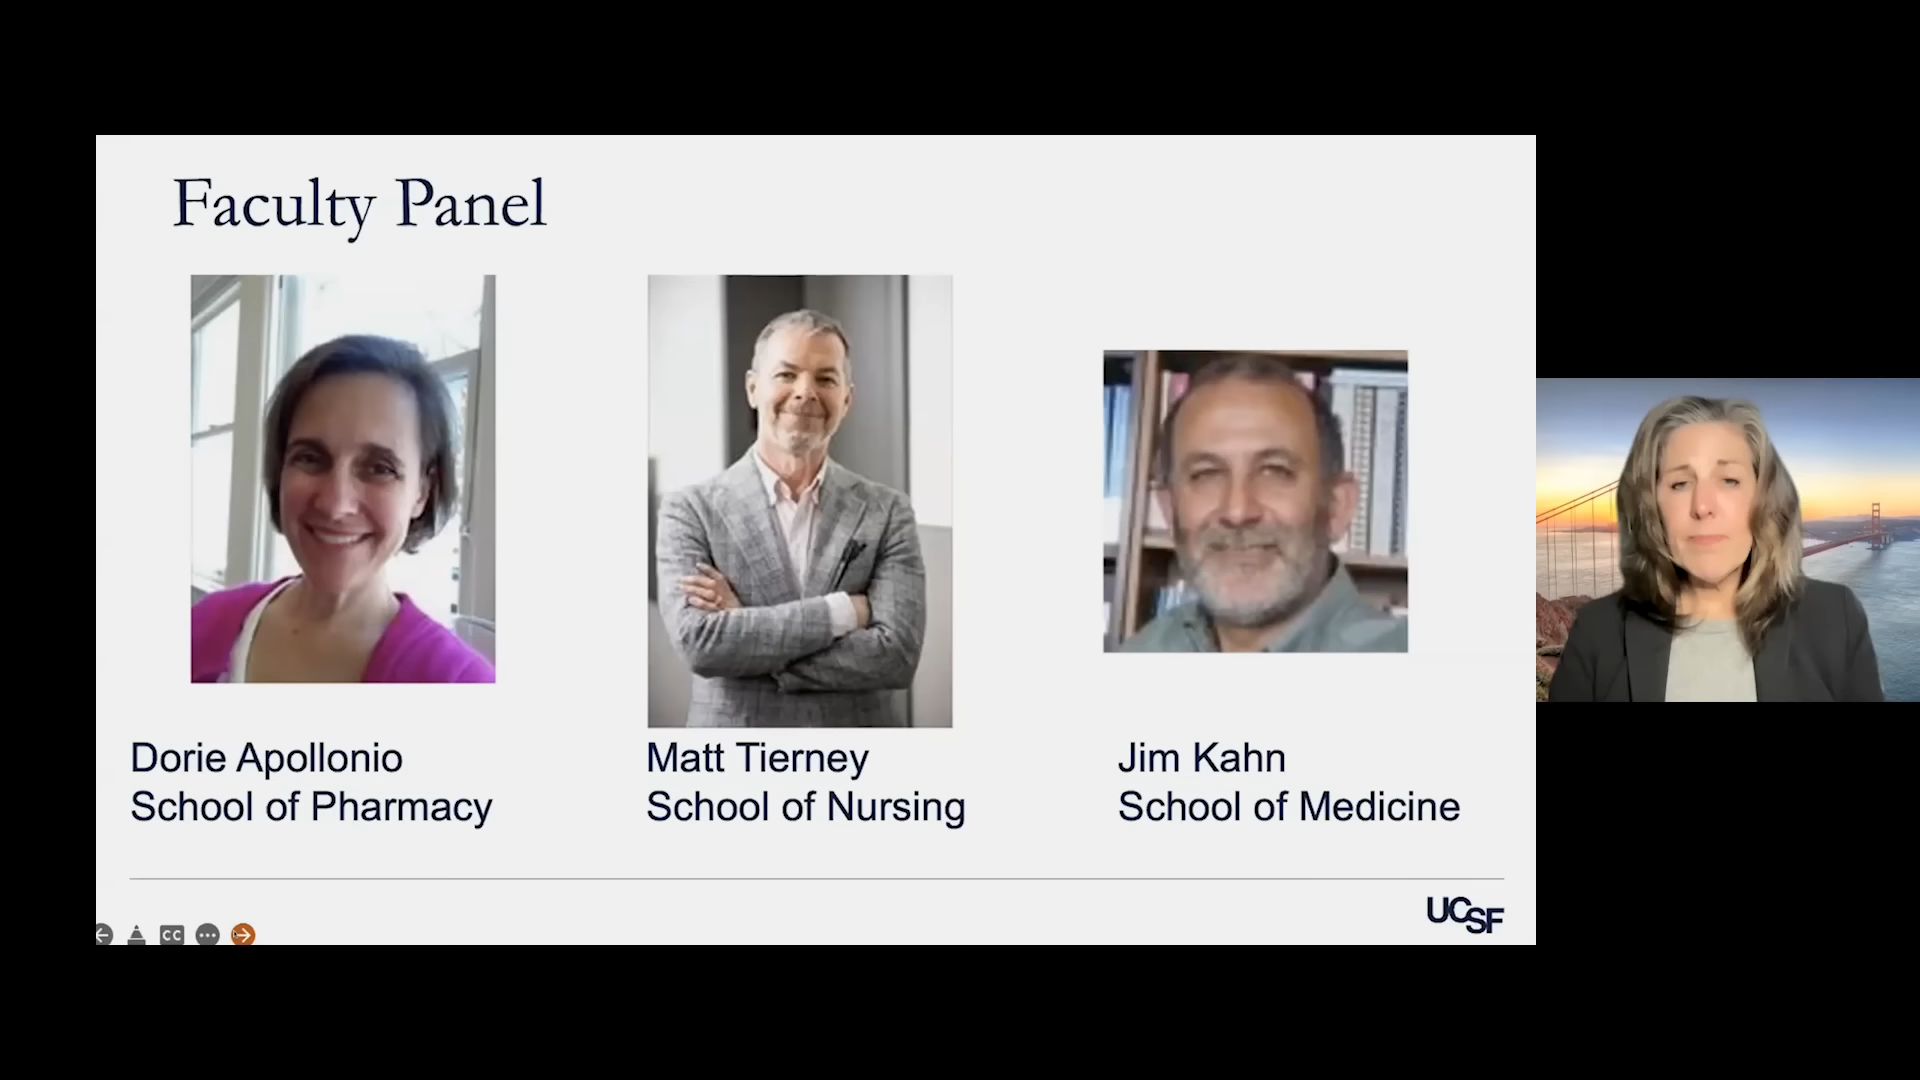 Faculty Panel
Dorie Apollonio
School of Pharmacy
Matt Tierney
School of Nursing
Jim Kahn
School of Medicine
UCSF
CC